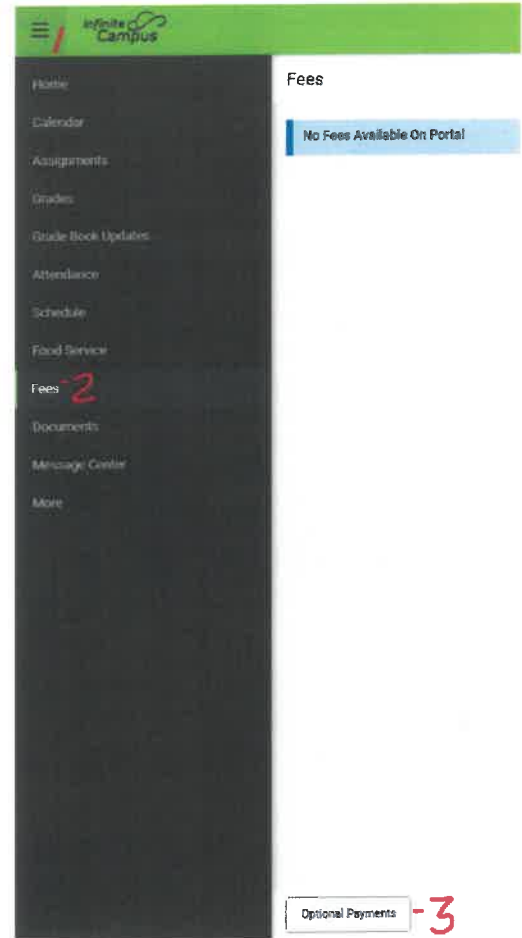 1
Infinite
Campus
Home
Calendar
Assignments
Grades
Grade Book Updates
Attendance
Schedule
Food Service
Fees -2
Documents
Message Center
More
Fees
No Fees Available On Portal
Optional Payments -3